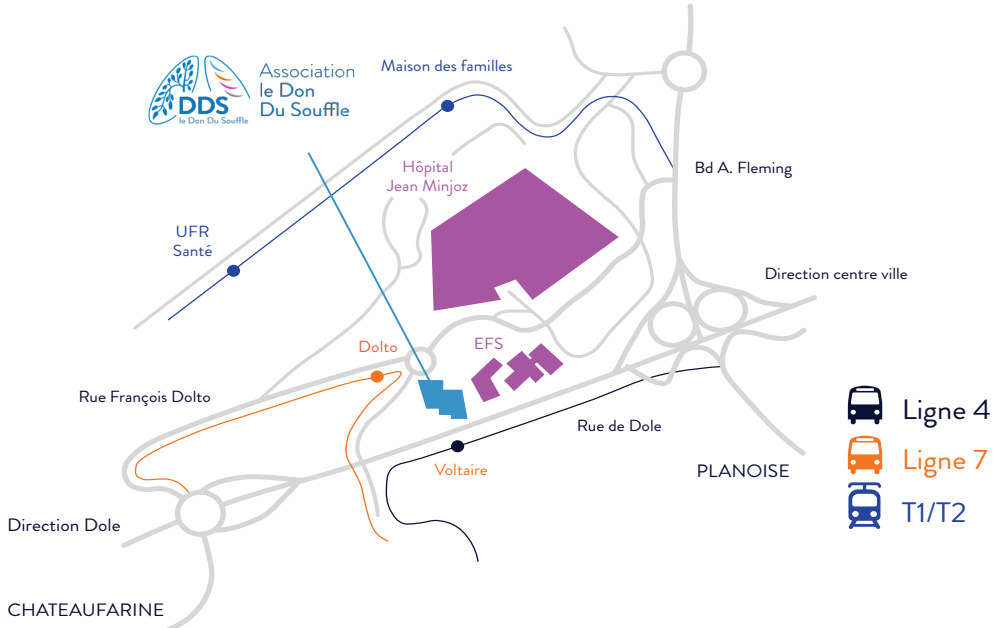 Maison des familles
Association
le Don
Du Souffle
DDS
le Don Du Souffle
Hôpital
Jean Minjoz
Bd A. Fleming
UFR
Santé
Direction centre ville
Dolto
EFS
Rue François Dolto
Rue de Dole
Voltaire
PLANOISE
Ligne 4
Ligne 7
T1/T2
Direction Dole
CHATEAUFARINE